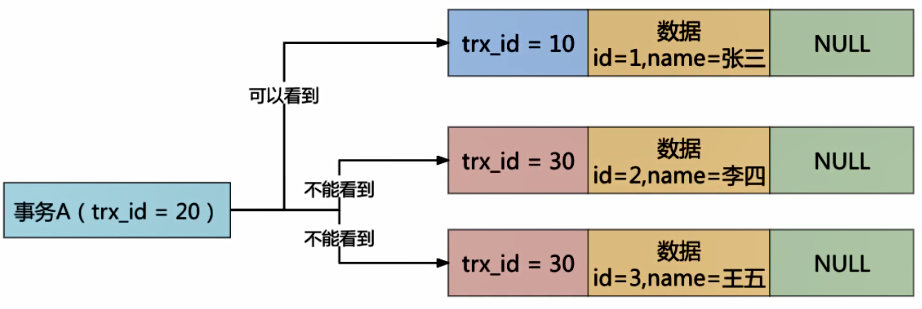 trx_id = 10
数据
id=1,name=张三
NULL
可以看到
trx_id = 30
数据
id=2,name=李四
NULL
不能看到
事务A（trx_id = 20）
不能看到
trx_id = 30
数据
id=3,name=王五
NULL